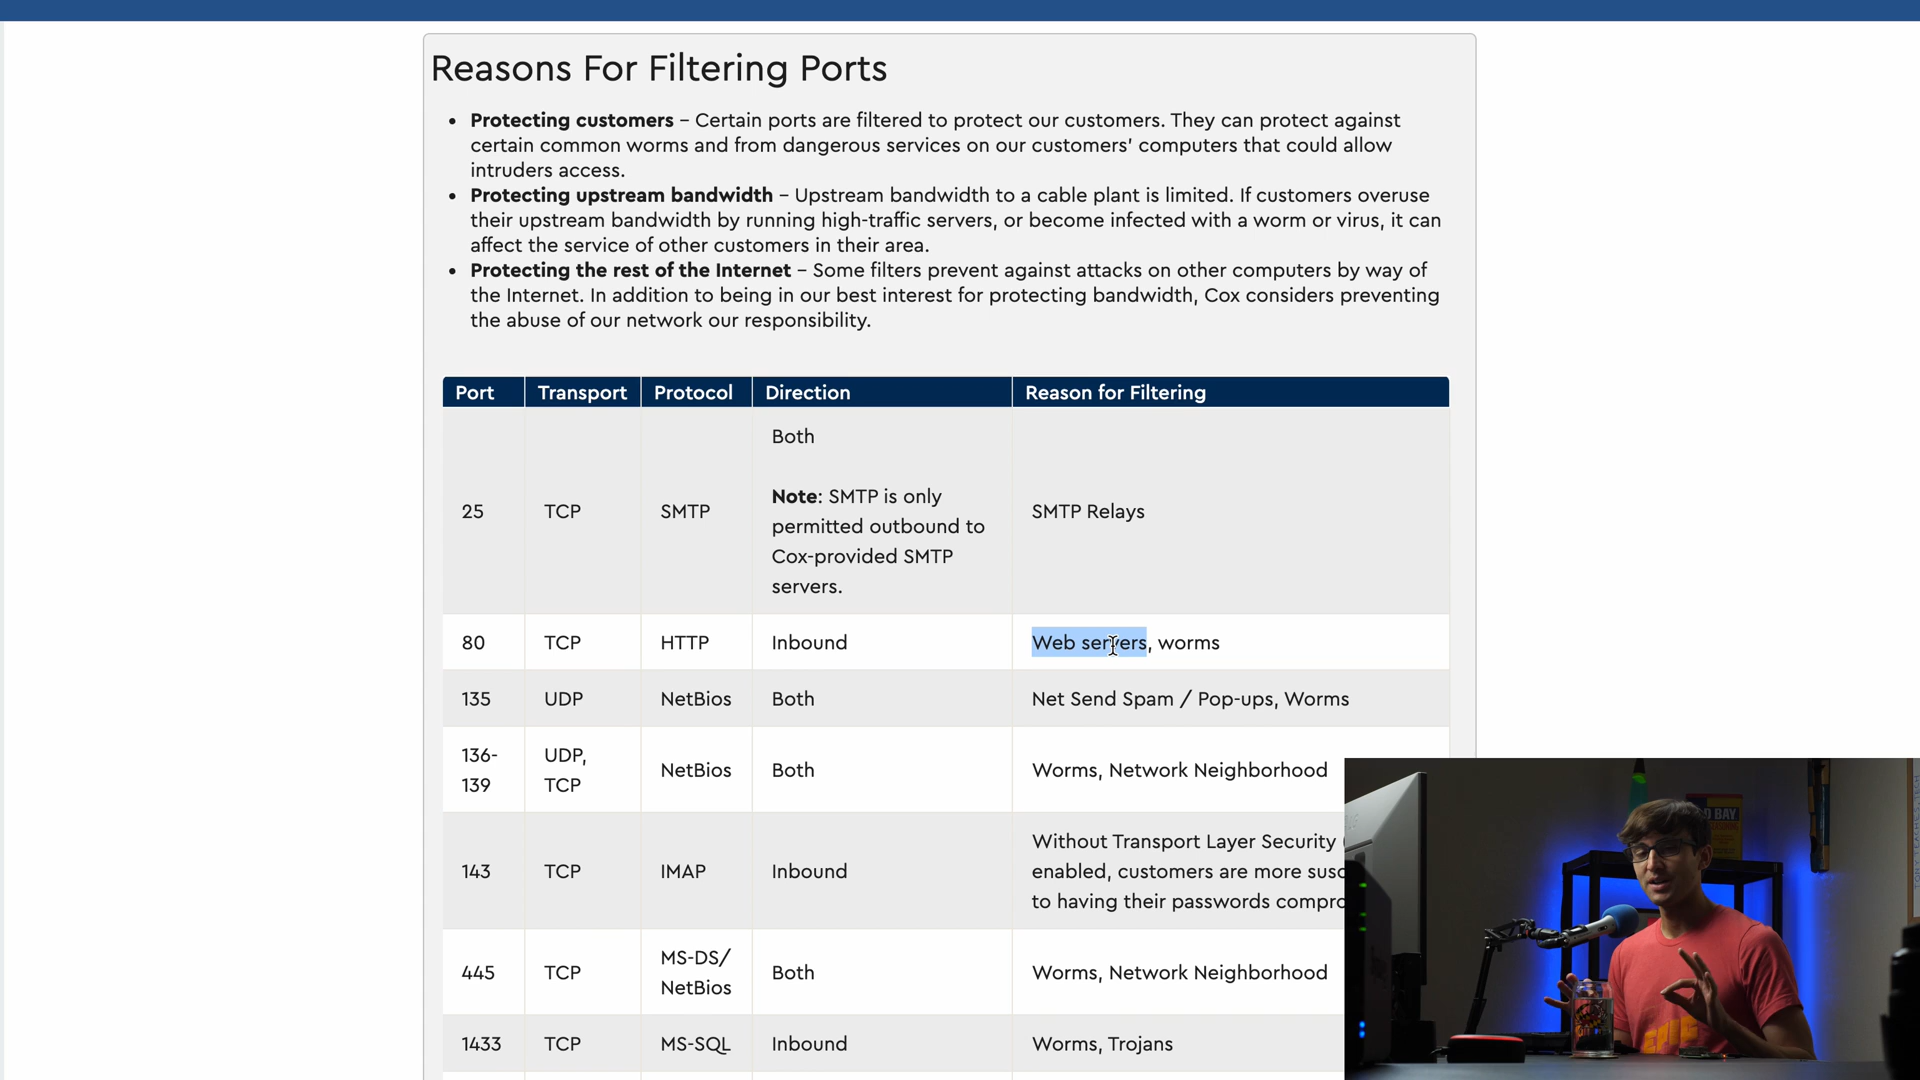 Reasons For Filtering Ports
• Protecting customers – Certain ports are filtered to protect our customers. They can protect against
certain common worms and from dangerous services on our customers' computers that could allow
intruders access.
• Protecting upstream bandwidth – Upstream bandwidth to a cable plant is limited. If customers overuse
their upstream bandwidth by running high-traffic servers, or become infected with a worm or virus, it can
affect the service of other customers in their area.
• Protecting the rest of the Internet – Some filters prevent against attacks on other computers by way of
the Internet. In addition to being in our best interest for protecting bandwidth, Cox considers preventing
the abuse of our network our responsibility.
Port Transport Protocol Direction Reason for Filtering
Both
Note: SMTP is only
permitted outbound to
25 TCP SMTP SMTP Relays
Cox-provided SMTP
servers.
80 TCP HTTP Inbound Web servers, worms
135 UDP NetBios Both Net Send Spam / Pop-ups, Worms
136-
139
UDP,
TCP
NetBios Both Worms, Network Neighborhood
143 TCP IMAP Inbound
Without Transport Layer Security
enabled, customers are more
to having their passwords
445 TCP
MS-DS/
NetBios
Both Worms, Network Neighborhood
1433 TCP MS-SQL Inbound Worms, Trojans
BAY